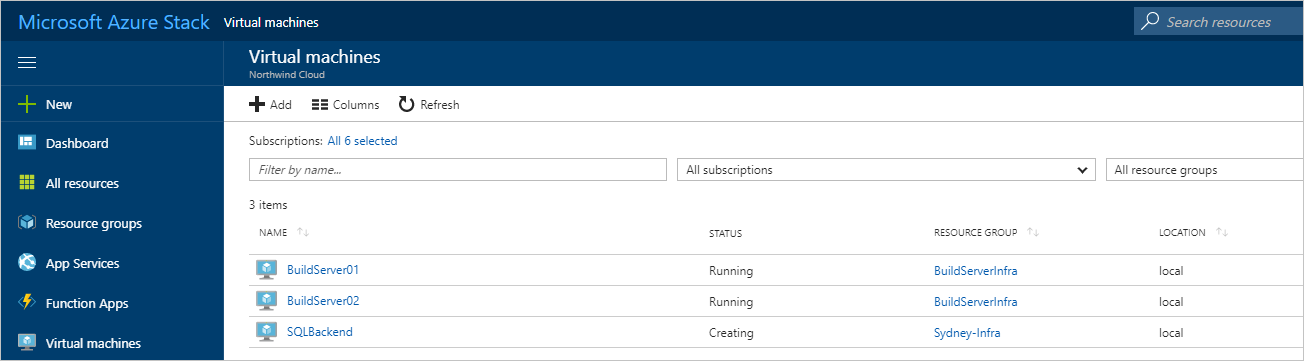 Microsoft Azure Stack Virtual machines Search resources
Virtual machines
Northwind Cloud
New
Add Columns Refresh
Dashboard
Subscriptions: All 6 selected
Filter by name... All subscriptions All resource groups
All resources
3 items
Resource groups
NAME STATUS RESOURCE GROUP LOCATION
App Services
BuildServer01 Running BuildServerInfra local
Function Apps
BuildServer02 Running BuildServerInfra local
SQLBackend Creating Sydney-Infra local
Virtual machines